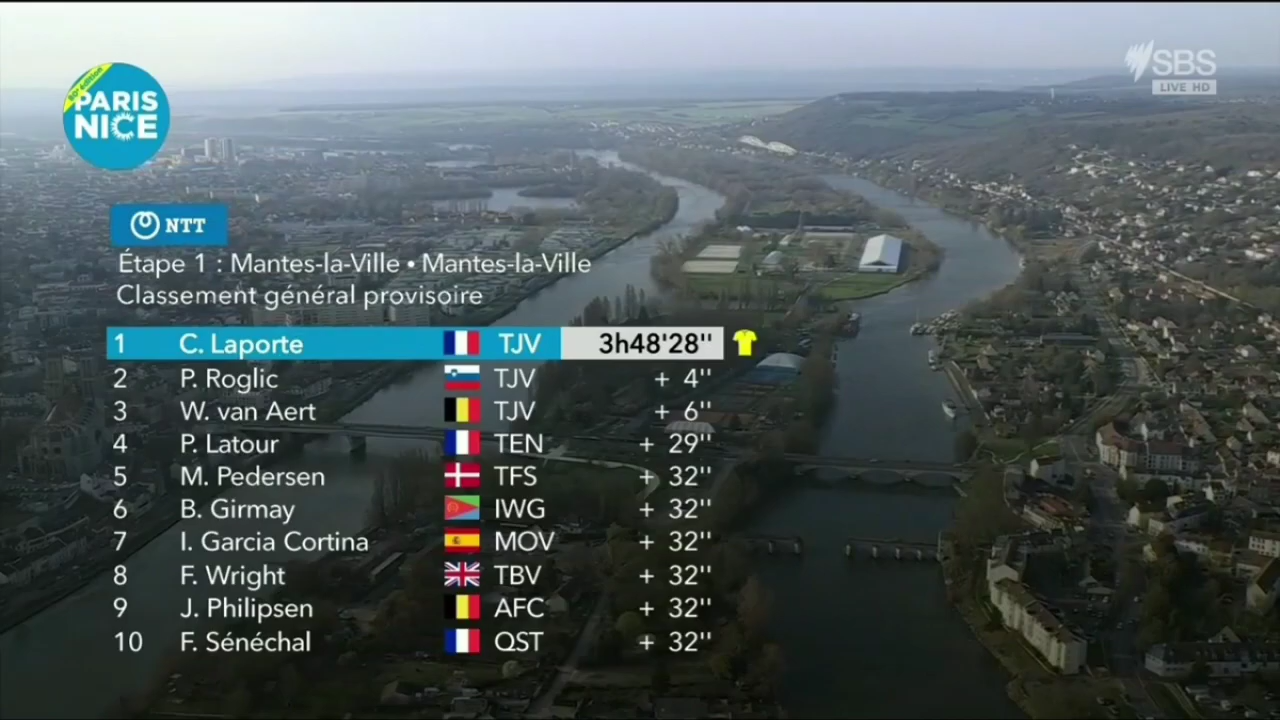 80e édition
PARIS
NICE
SBS
LIVE HD
NTT
Étape 1 : Mantes-la-Ville • Mantes-la-Ville
Classement général provisoire
1 C. Laporte TJV 3h48'28''
2 P. Roglic TJV + 4''
3 W. van Aert TJV + 6''
4 P. Latour TEN + 29''
5 M. Pedersen TFS + 32''
6 B. Girmay IWG + 32''
7 I. Garcia Cortina MOV + 32''
8 F. Wright TBV + 32''
9 J. Philipsen AFC + 32''
10 F. Sénéchal QST + 32''